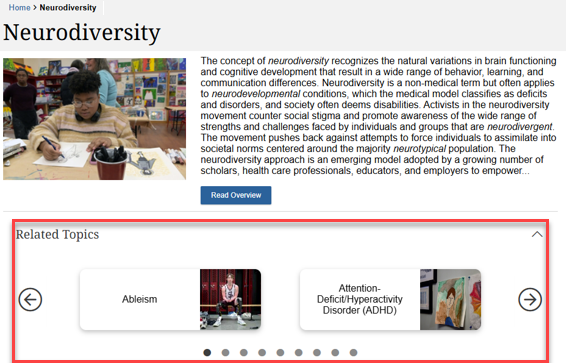 Home > Neurodiversity
Neurodiversity
The concept of neurodiversity recognizes the natural variations in brain functioning
and cognitive development that result in a wide range of behavior, learning, and
communication differences. Neurodiversity is a non-medical term but often applies
to neurodevelopmental conditions, which the medical model classifies as deficits
and disorders, and society often deems disabilities. Activists in the neurodiversity
movement counter social stigma and promote awareness of the wide range of
strengths and challenges faced by individuals and groups that are neurodivergent.
The movement pushes back against attempts to force individuals to assimilate into
societal norms centered around the majority neurotypical population. The
neurodiversity approach is an emerging model adopted by a growing number of
scholars, health care professionals, educators, and employers to empower...
Read Overview
Related Topics
Ableism
Attention-
Deficit/Hyperactivity
Disorder (ADHD)